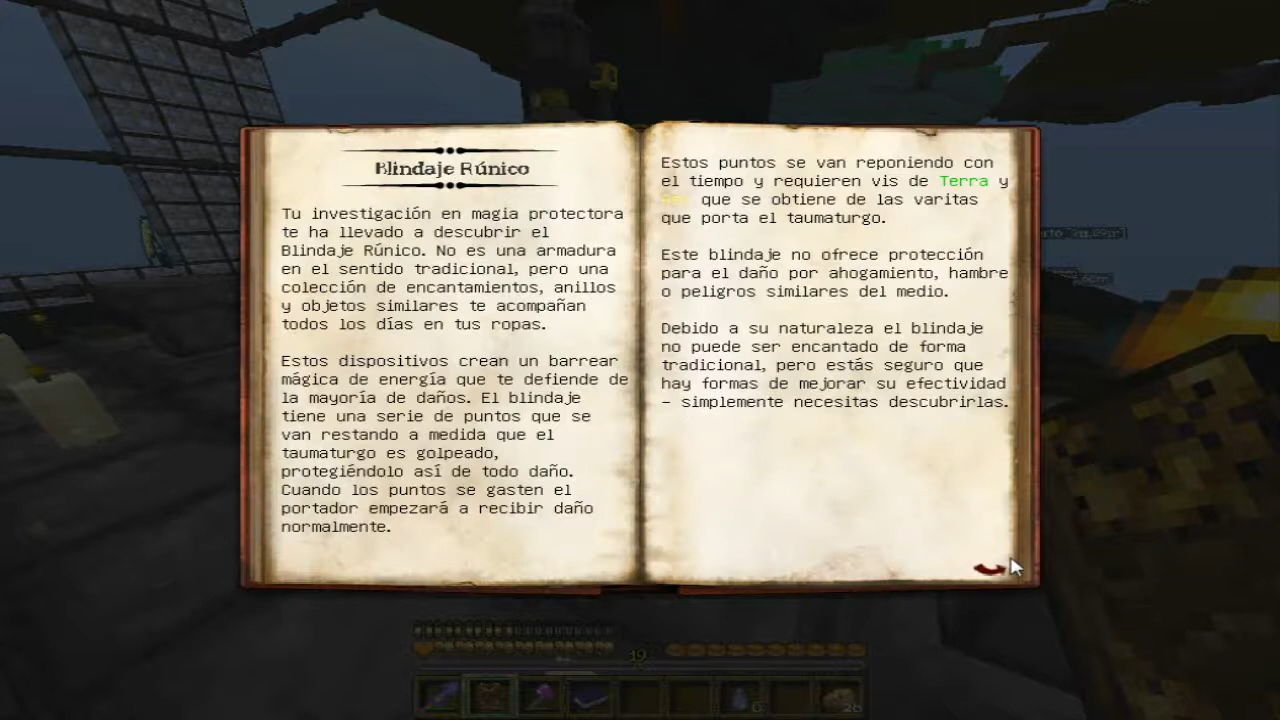 Blindaje Rúnico
Tu investigación en magia protectora
te ha llevado a descubrir el
Blindaje Rúnico. No es una armadura
en el sentido tradicional, pero una
colección de encantamientos, anillos
y objetos similares te acompañan
todos los días en tus ropas.
Estos dispositivos crean un barrear
mágica de energía que te defiende de
la mayoría de daños. El blindaje
tiene una serie de puntos que se
van restando a medida que el
taumaturgo es golpeado,
protegiéndolo así de todo daño.
Cuando los puntos se gasten el
portador empezará a recibir daño
normalmente.
Estos puntos se van reponiendo con
el tiempo y requieren vis de Terra y
que se obtiene de las varitas
que porta el taumaturgo.
Este blindaje no ofrece protección
para el daño por ahogamiento, hambre
o peligros similares del medio.
Debido a su naturaleza el blindaje
no puede ser encantado de forma
tradicional, pero estás seguro que
hay formas de mejorar su efectividad
– simplemente necesitas descubrirlas.
19
6